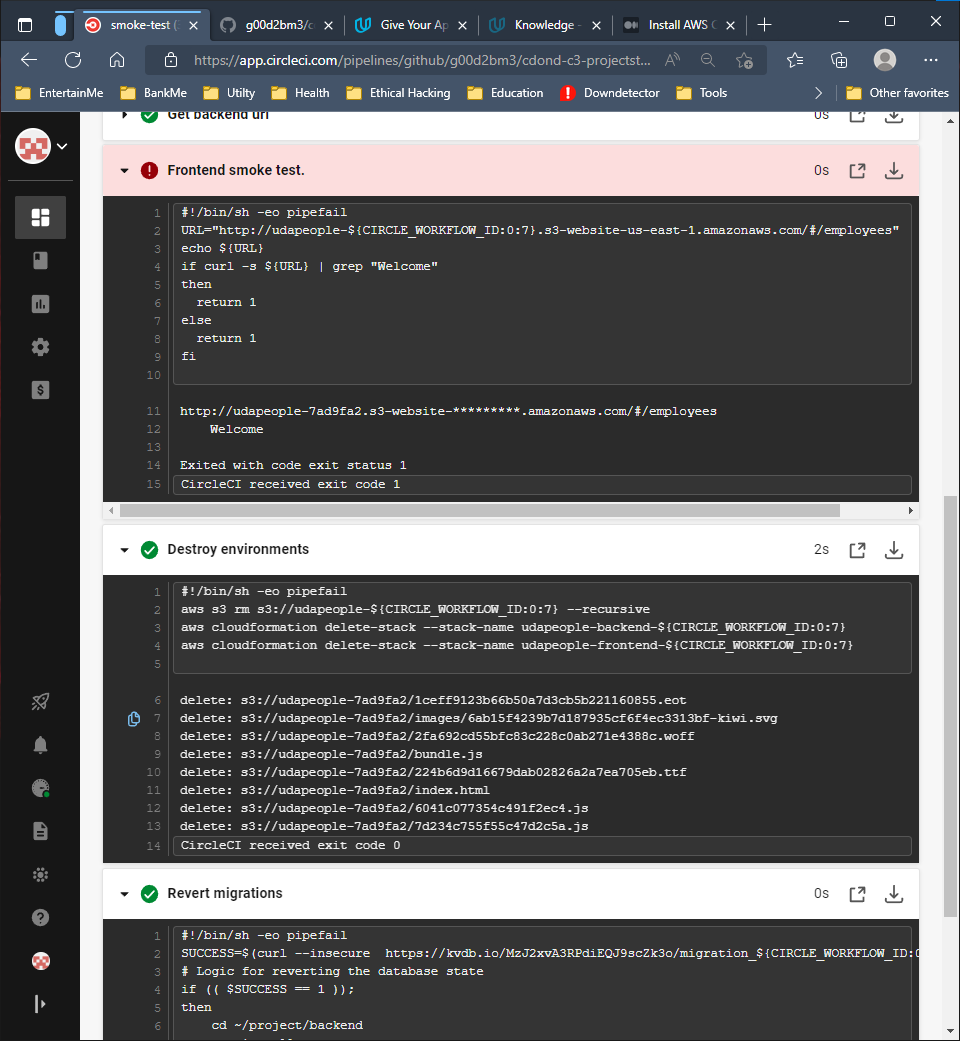 smoke-test (
g00d2bm3/c
Give Your Ap
Knowledge -
Install AWS C
https://app.circleci.com/pipelines/github/g00d2bm3/cdond-c3-projectst...
EntertainMe
BankMe
Utilty
Health
Ethical Hacking
Education
Downdetector
Tools
Other favorites
Get backend url
0s
Frontend smoke test.
0s
1 #!/bin/sh -eo pipefail
2 URL="http://udapeople-${CIRCLE_WORKFLOW_ID:0:7}.s3-website-us-east-1.amazonaws.com/#/employees"
3 echo ${URL}
4 if curl -s ${URL} | grep "Welcome"
5 then
6 return 1
7 else
8 return 1
9 fi
10
11 http://udapeople-7ad9fa2.s3-website-*********.amazonaws.com/#/employees
12 Welcome
13
14 Exited with code exit status 1
15 CircleCI received exit code 1
Destroy environments
2s
1 #!/bin/sh -eo pipefail
2 aws s3 rm s3://udapeople-${CIRCLE_WORKFLOW_ID:0:7} --recursive
3 aws cloudformation delete-stack --stack-name udapeople-backend-${CIRCLE_WORKFLOW_ID:0:7}
4 aws cloudformation delete-stack --stack-name udapeople-frontend-${CIRCLE_WORKFLOW_ID:0:7}
5
6 delete: s3://udapeople-7ad9fa2/1ceff9123b66b50a7d3cb5b221160855.eot
7 delete: s3://udapeople-7ad9fa2/images/6ab15f4239b7d187935cf6f4ec3313bf-kiwi.svg
8 delete: s3://udapeople-7ad9fa2/2fa692cd55bfc83c228c0ab271e4388c.woff
9 delete: s3://udapeople-7ad9fa2/bundle.js
10 delete: s3://udapeople-7ad9fa2/224b6d9d16679dab02826a2a7ea705eb.ttf
11 delete: s3://udapeople-7ad9fa2/index.html
12 delete: s3://udapeople-7ad9fa2/6041c077354c491f2ec4.js
13 delete: s3://udapeople-7ad9fa2/7d234c755f55c47d2c5a.js
14 CircleCI received exit code 0
Revert migrations
0s
1 #!/bin/sh -eo pipefail
2 SUCCESS=$(curl --insecure https://kvdb.io/MzJ2xvA3RPdiEQJ9scZk3o/migration_${CIRCLE_WORKFLOW_ID:0
3 # Logic for reverting the database state
4 if (( $SUCCESS == 1 ));
5 then
6 cd ~/project/backend